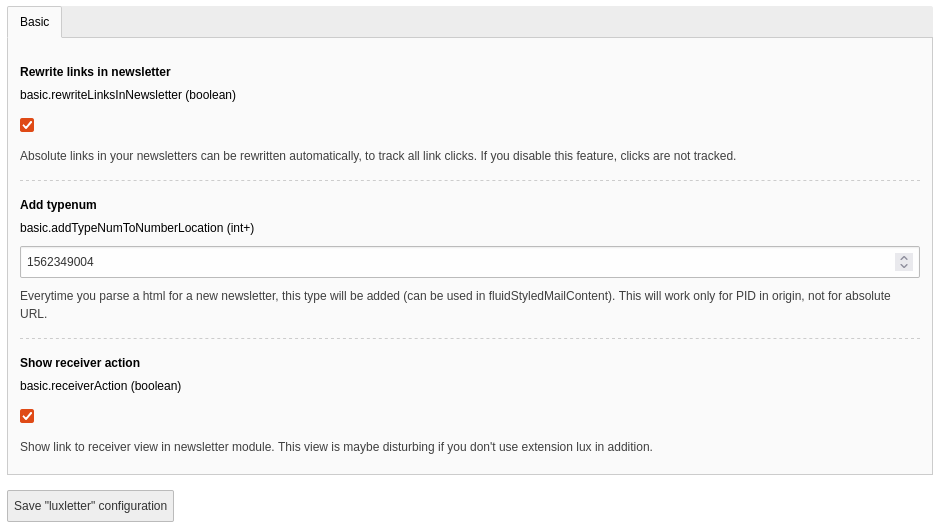 Basic
Rewrite links in newsletter
basic.rewriteLinksInNewsletter (boolean)
Absolute links in your newsletters can be rewritten automatically, to track all link clicks. If you disable this feature, clicks are not tracked.
Add typenum
basic.addTypeNumToNumberLocation (int+)
1562349004
Everytime you parse a html for a new newsletter, this type will be added (can be used in fluidStyledMailContent). This will work only for PID in origin, not for absolute
URL.
Show receiver action
basic.receiverAction (boolean)
Show link to receiver view in newsletter module. This view is maybe disturbing if you don't use extension lux in addition.
Save "luxletter" configuration